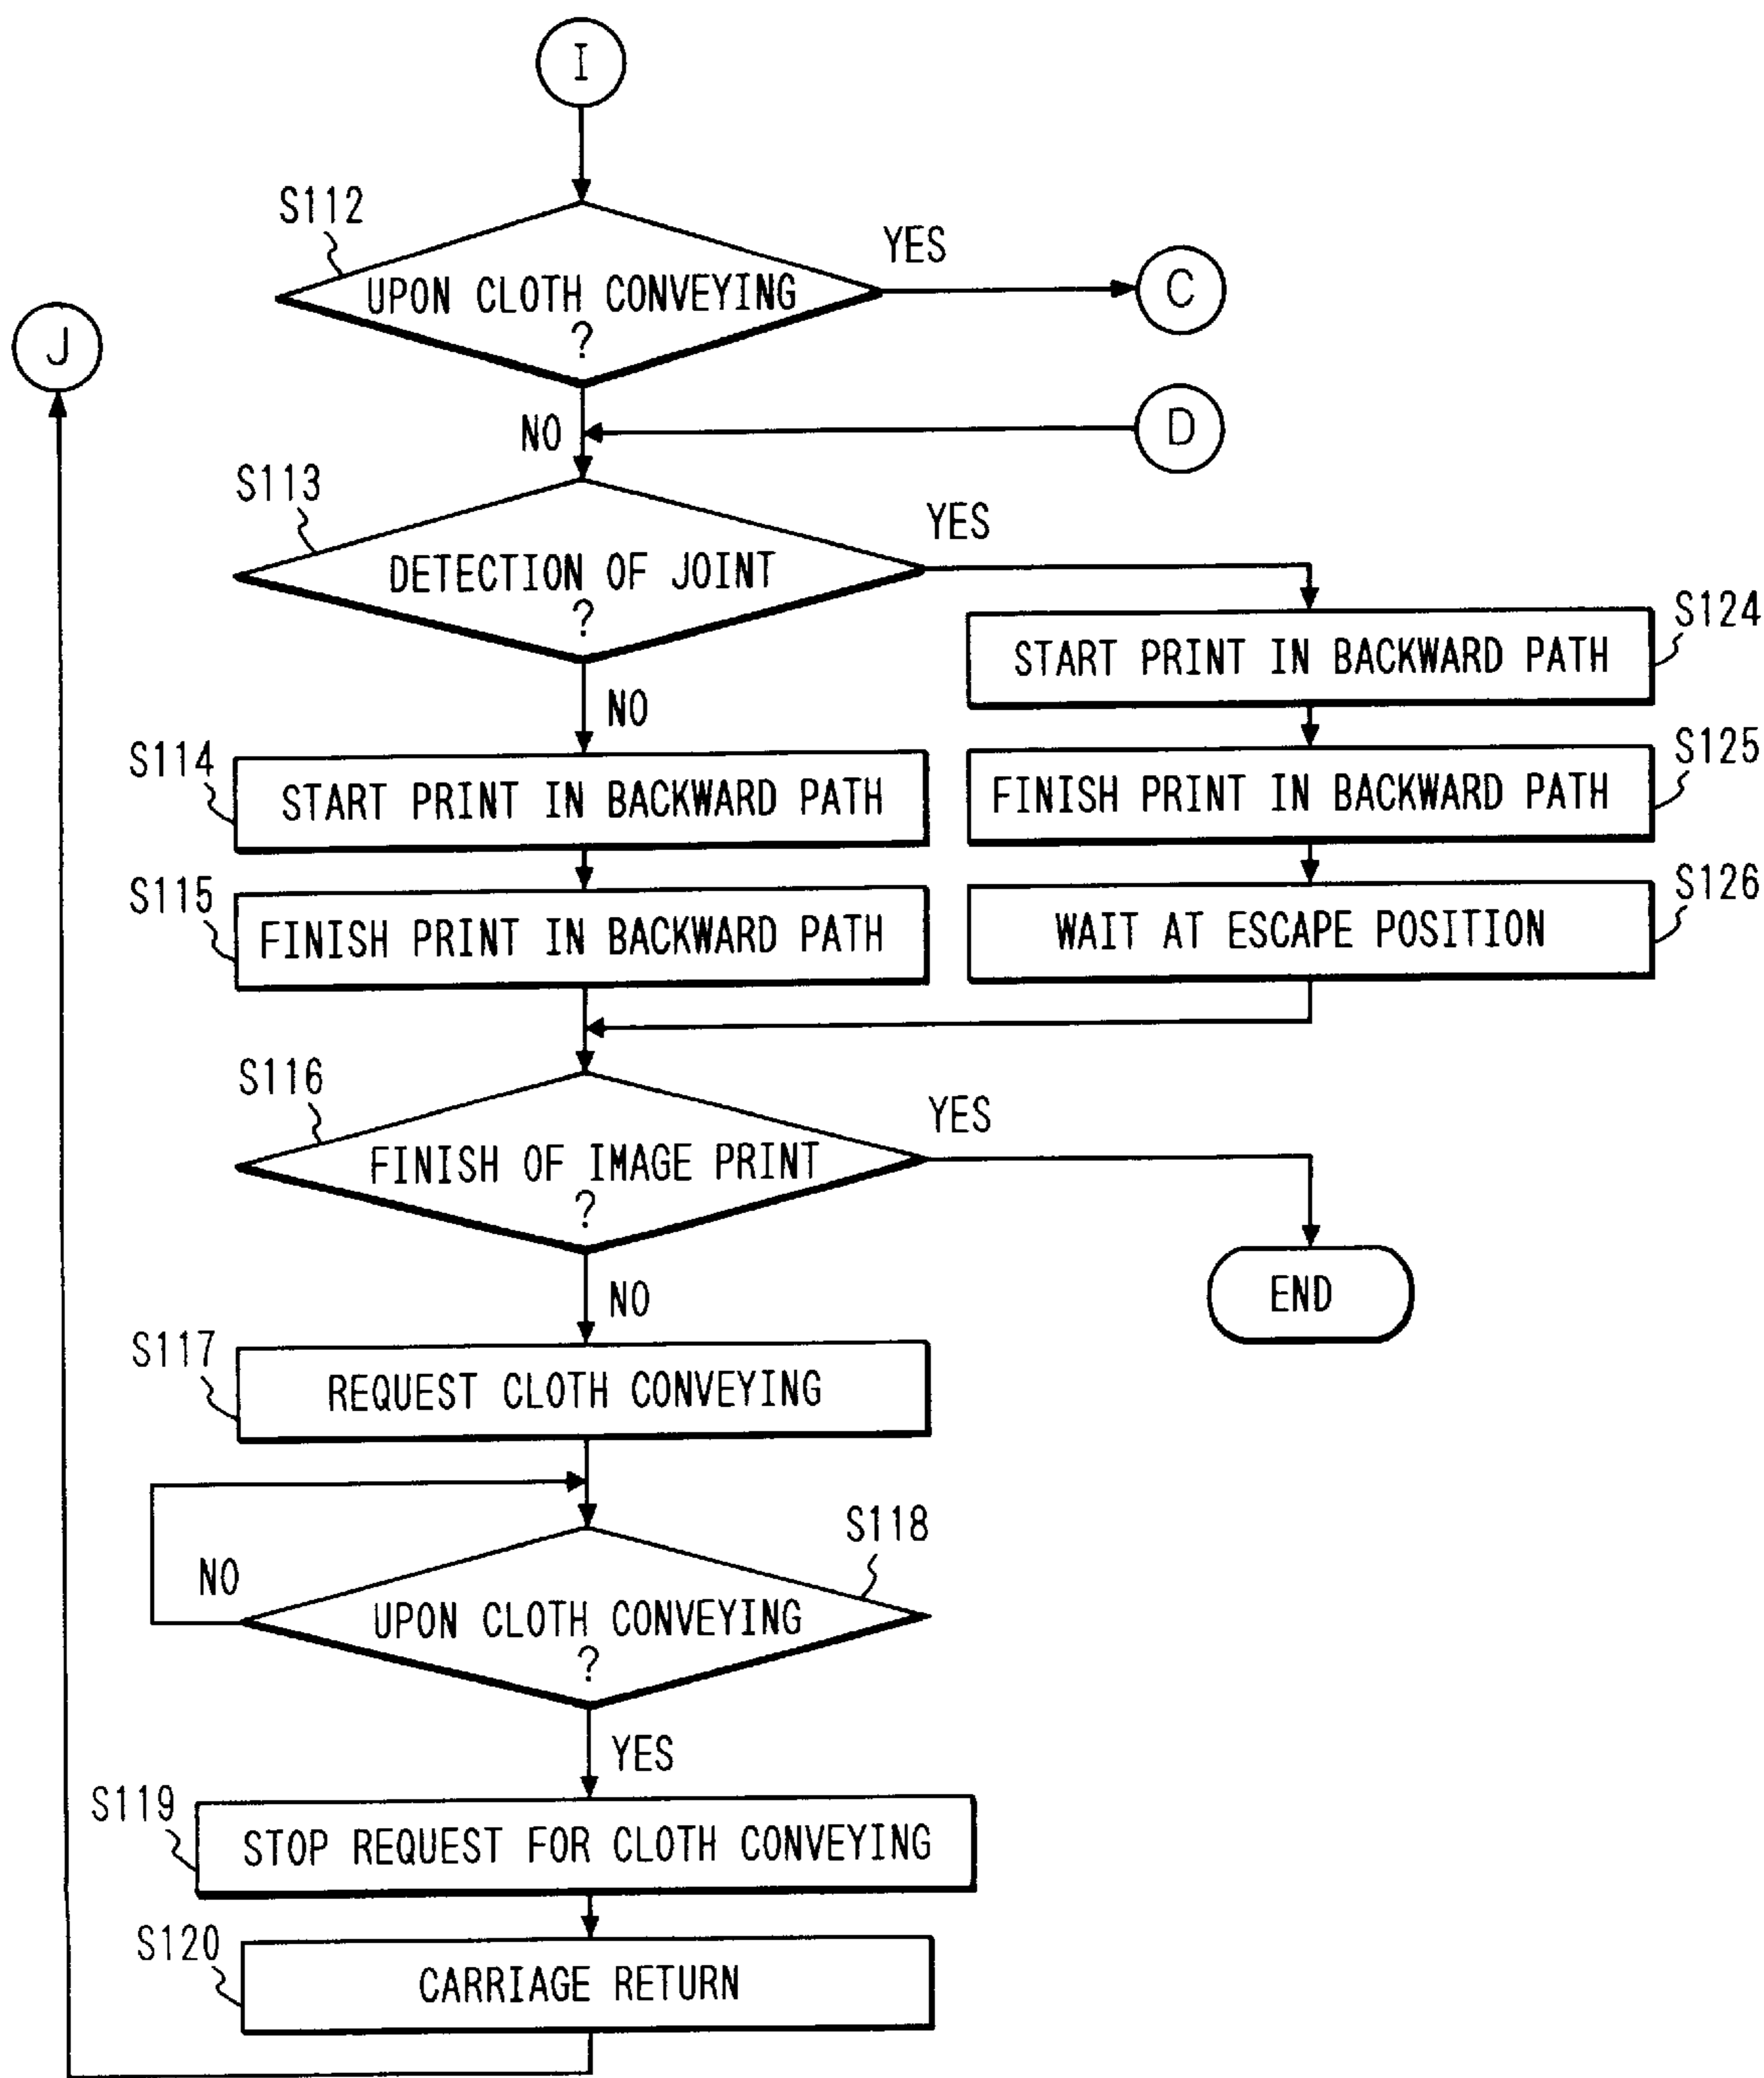 I
S112
UPON CLOTH CONVEYING
?
YES
C
J
NO
D
S113
DETECTION OF JOINT
?
YES
NO
S124
START PRINT IN BACKWARD PATH
S125
FINISH PRINT IN BACKWARD PATH
S126
WAIT AT ESCAPE POSITION
S114
START PRINT IN BACKWARD PATH
S115
FINISH PRINT IN BACKWARD PATH
S116
FINISH OF IMAGE PRINT
?
YES
END
NO
S117
REQUEST CLOTH CONVEYING
S118
UPON CLOTH CONVEYING
?
NO
YES
S119
STOP REQUEST FOR CLOTH CONVEYING
S120
CARRIAGE RETURN